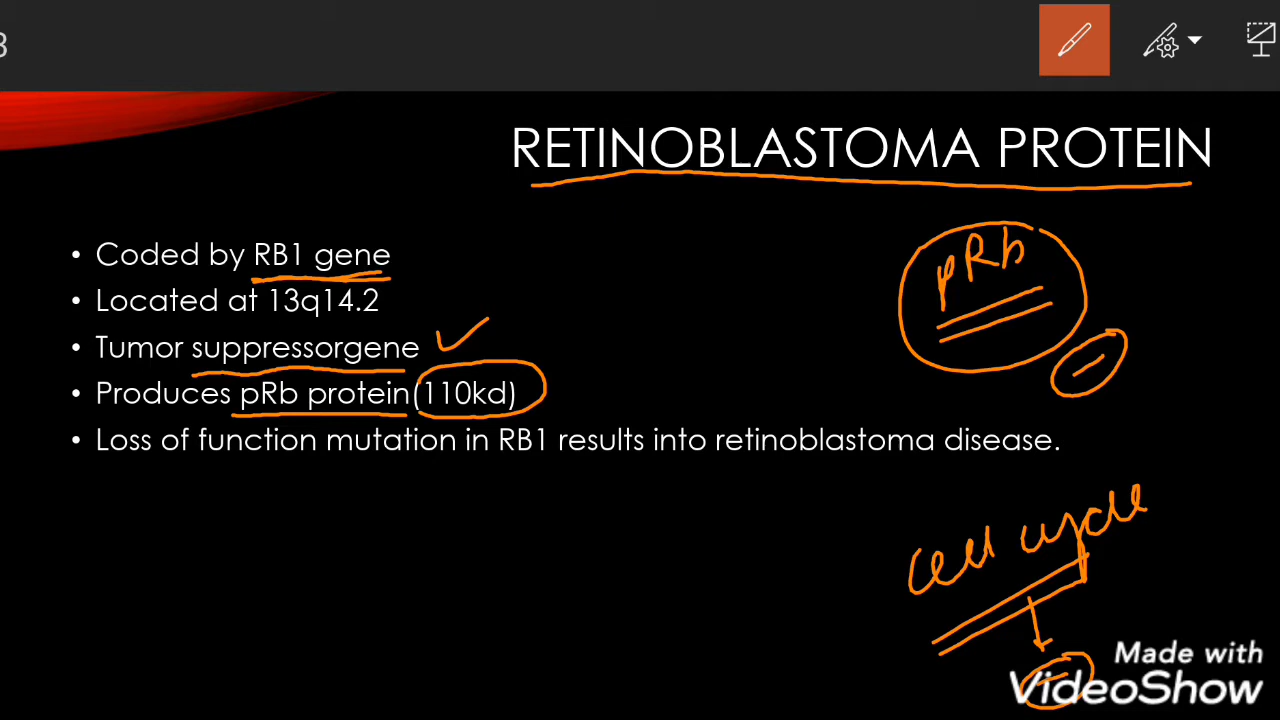 3
RETINOBLASTOMA PROTEIN
pRb
• Coded by RB1 gene
• Located at 13q14.2
• Tumor suppressorgene
• Produces pRb protein(110kd)
• Loss of function mutation in RB1 results into retinoblastoma disease.
cell cycle
Made with
VideoShow